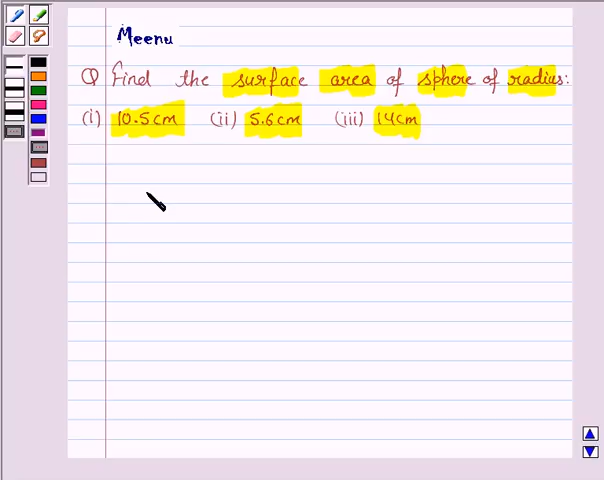 Meenu
Q Find the surface area of sphere of radius:
(i) 10.5cm (ii) 5.6cm (iii) 14cm